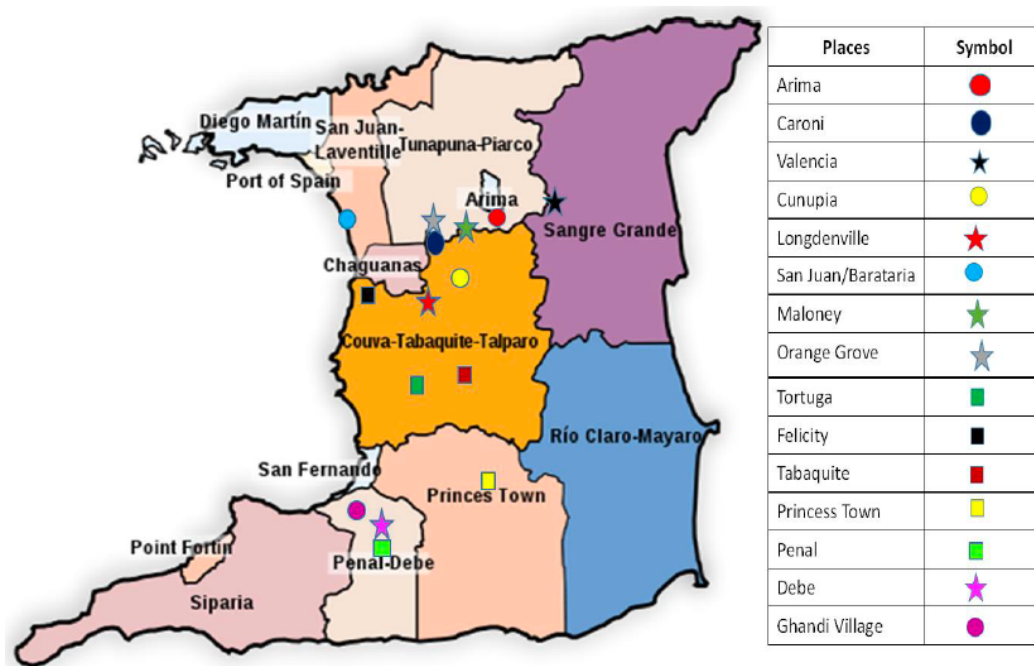 Diego Martín
San Juan-
Laventille
Tunapuna-Piarco
Port of Spain
Arima
Sangre Grande
Chaguanas
Couva-Tabaquite-Talparo
Río Claro-Mayaro
San Fernando
Princes Town
Point Fortín
Penal-Debe
Siparia
Places Symbol
Arima
Caroni
Valencia
Cunupia
Longdenville
San Juan/Barataria
Maloney
Orange Grove
Tortuga
Felicity
Tabaquite
Princess Town
Penal
Debe
Ghandi Village